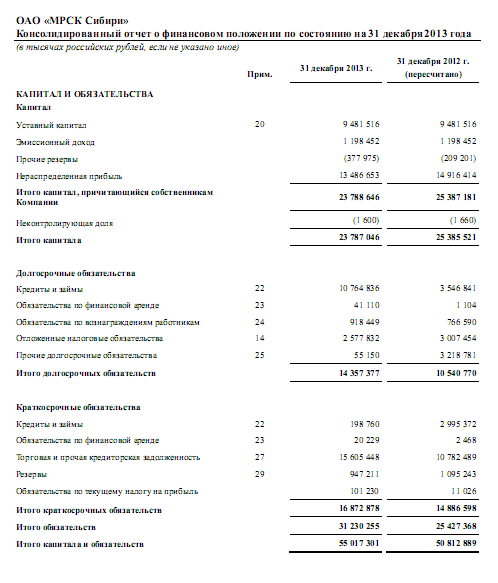 ОАО «МРСК Сибири»
Консолидированный отчет о финансовом положении по состоянию на 31 декабря 2013 года
(в тысячах российских рублей, если не указано иное)
Прим. 31 декабря 2013 г. 31 декабря 2012 г. (пересчитано)
КАПИТАЛ И ОБЯЗАТЕЛЬСТВА
Капитал
Уставный капитал 20 9 481 516 9 481 516
Эмиссионный доход 1 198 452 1 198 452
Прочие резервы (377 975) (209 201)
Нераспределенная прибыль 13 486 653 14 916 414
Итого капитал, причитающийся собственникам
Компании 23 788 646 25 387 181
Неконтролирующая доля (1 600) (1 660)
Итого капитала 23 787 046 25 385 521
Долгосрочные обязательства
Кредиты и займы 22 10 764 836 3 546 841
Обязательства по финансовой аренде 23 41 110 1 104
Обязательства по вознаграждениям работникам 24 918 449 766 590
Отложенные налоговые обязательства 14 2 577 832 3 007 454
Прочие долгосрочные обязательства 25 55 150 3 218 781
Итого долгосрочных обязательств 14 357 377 10 540 770
Краткосрочные обязательства
Кредиты и займы 22 198 760 2 995 372
Обязательства по финансовой аренде 23 20 229 2 468
Торговая и прочая кредиторская задолженность 27 15 605 448 10 782 489
Резервы 29 947 211 1 095 243
Обязательства по текущему налогу на прибыль 101 230 11 026
Итого краткосрочных обязательств 16 872 878 14 886 598
Итого обязательств 31 230 255 25 427 368
Итого капитала и обязательств 55 017 301 50 812 889